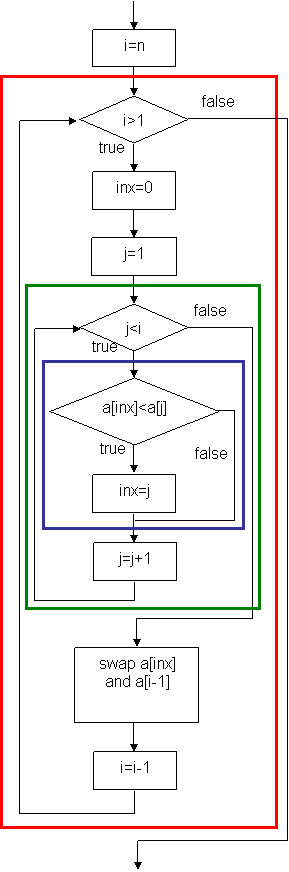 i=n
false
i>1
true
inx=0
j=1
false
j<i
true
a[inx]<a[j]
true
false
inx=j
j=j+1
swap a[inx]
and a[i-1]
i=i-1